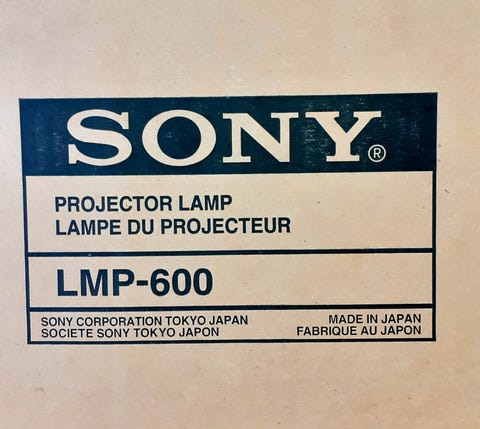 SONY®
PROJECTOR LAMP
LAMPE DU PROJECTEUR
LMP-600
SONY CORPORATION TOKYO JAPAN MADE IN JAPAN
SOCIETE SONY TOKYO JAPON FABRIQUE AU JAPON